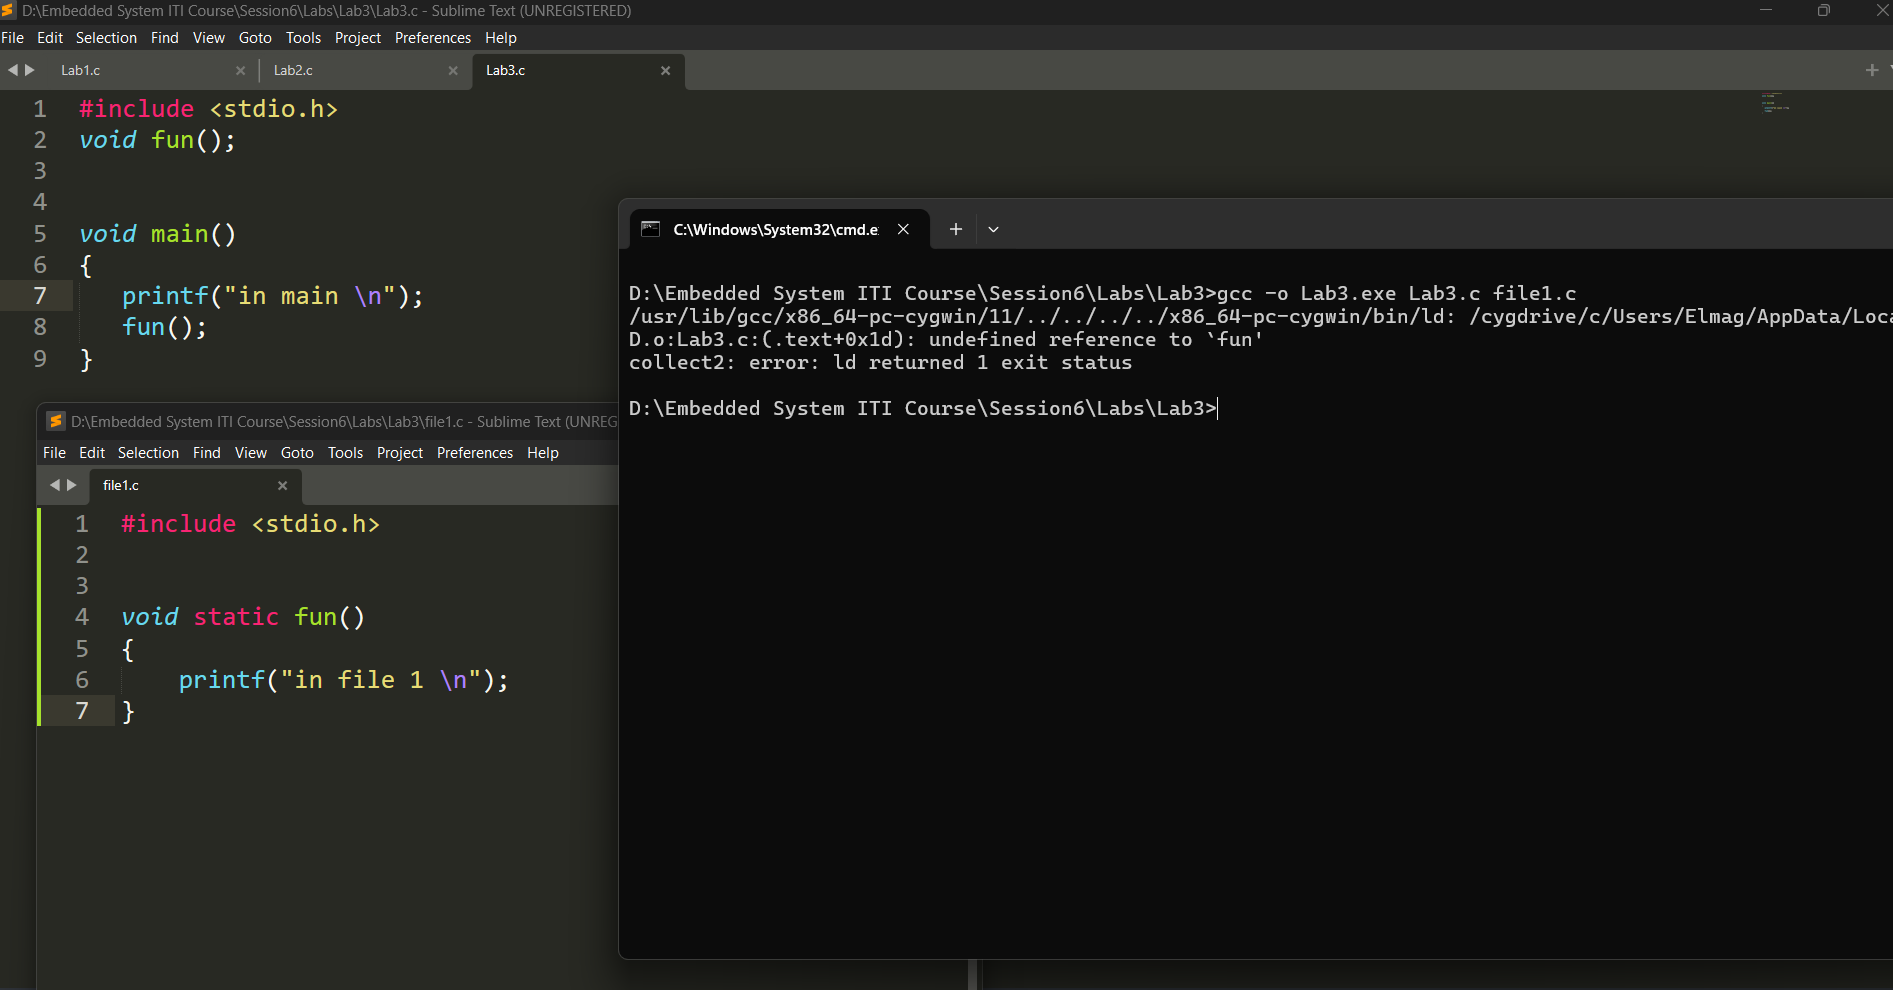 D:\Embedded System ITI Course\Session6\Labs\Lab3\Lab3.c - Sublime Text (UNREGISTERED)
File Edit Selection Find View Goto Tools Project Preferences Help
Lab1.c Lab2.c Lab3.c
1 #include <stdio.h>
2 void fun();
3
4
5 void main()
6 {
7 printf("in main \n");
8 fun();
9 }
D:\Embedded System ITI Course\Session6\Labs\Lab3\file1.c - Sublime Text (UNREG
File Edit Selection Find View Goto Tools Project Preferences Help
file1.c
1 #include <stdio.h>
2
3
4 void static fun()
5 {
6 printf("in file 1 \n");
7 }
C:\Windows\System32\cmd.e
D:\Embedded System ITI Course\Session6\Labs\Lab3>gcc -o Lab3.exe Lab3.c file1.c
/usr/lib/gcc/x86_64-pc-cygwin/11/../../../../x86_64-pc-cygwin/bin/ld: /cygdrive/c/Users/Elmag/AppData/Loca
D.o:Lab3.c:(.text+0x1d): undefined reference to `fun'
collect2: error: ld returned 1 exit status
D:\Embedded System ITI Course\Session6\Labs\Lab3>